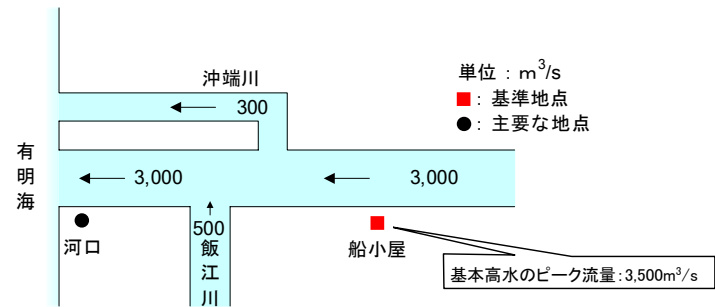 沖端川
300
単位 : m³/s
■ : 基準地点
● : 主要な地点
有明海
3,000
3,000
500
飯江川
河口
船小屋
基本高水のピーク流量:3,500m³/s